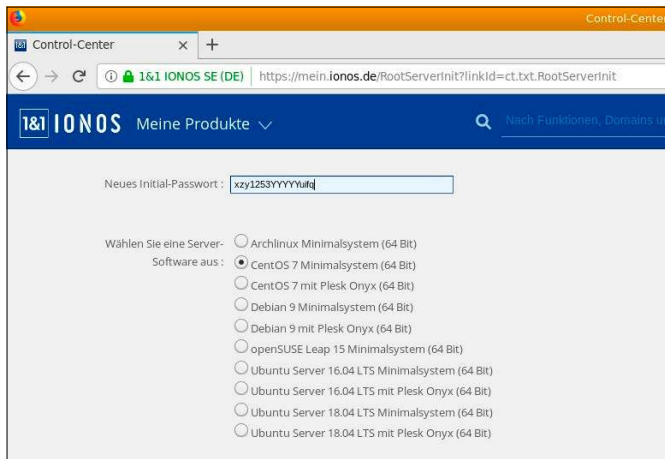 Control-Center
Control-Center × +
1&1 IONOS SE (DE) https://mein.ionos.de/RootServerInit?linkId=ct.txt.RootServerInit
1&1 IONOS Meine Produkte
Nach Funktionen, Domains
Neues Initial-Passwort : xzy1253YYYYYuifq
Wählen Sie eine Server-Software aus :
Archlinux Minimalsystem (64 Bit)
CentOS 7 Minimalsystem (64 Bit)
CentOS 7 mit Plesk Onyx (64 Bit)
Debian 9 Minimalsystem (64 Bit)
Debian 9 mit Plesk Onyx (64 Bit)
openSUSE Leap 15 Minimalsystem (64 Bit)
Ubuntu Server 16.04 LTS Minimalsystem (64 Bit)
Ubuntu Server 16.04 LTS mit Plesk Onyx (64 Bit)
Ubuntu Server 18.04 LTS Minimalsystem (64 Bit)
Ubuntu Server 18.04 LTS mit Plesk Onyx (64 Bit)